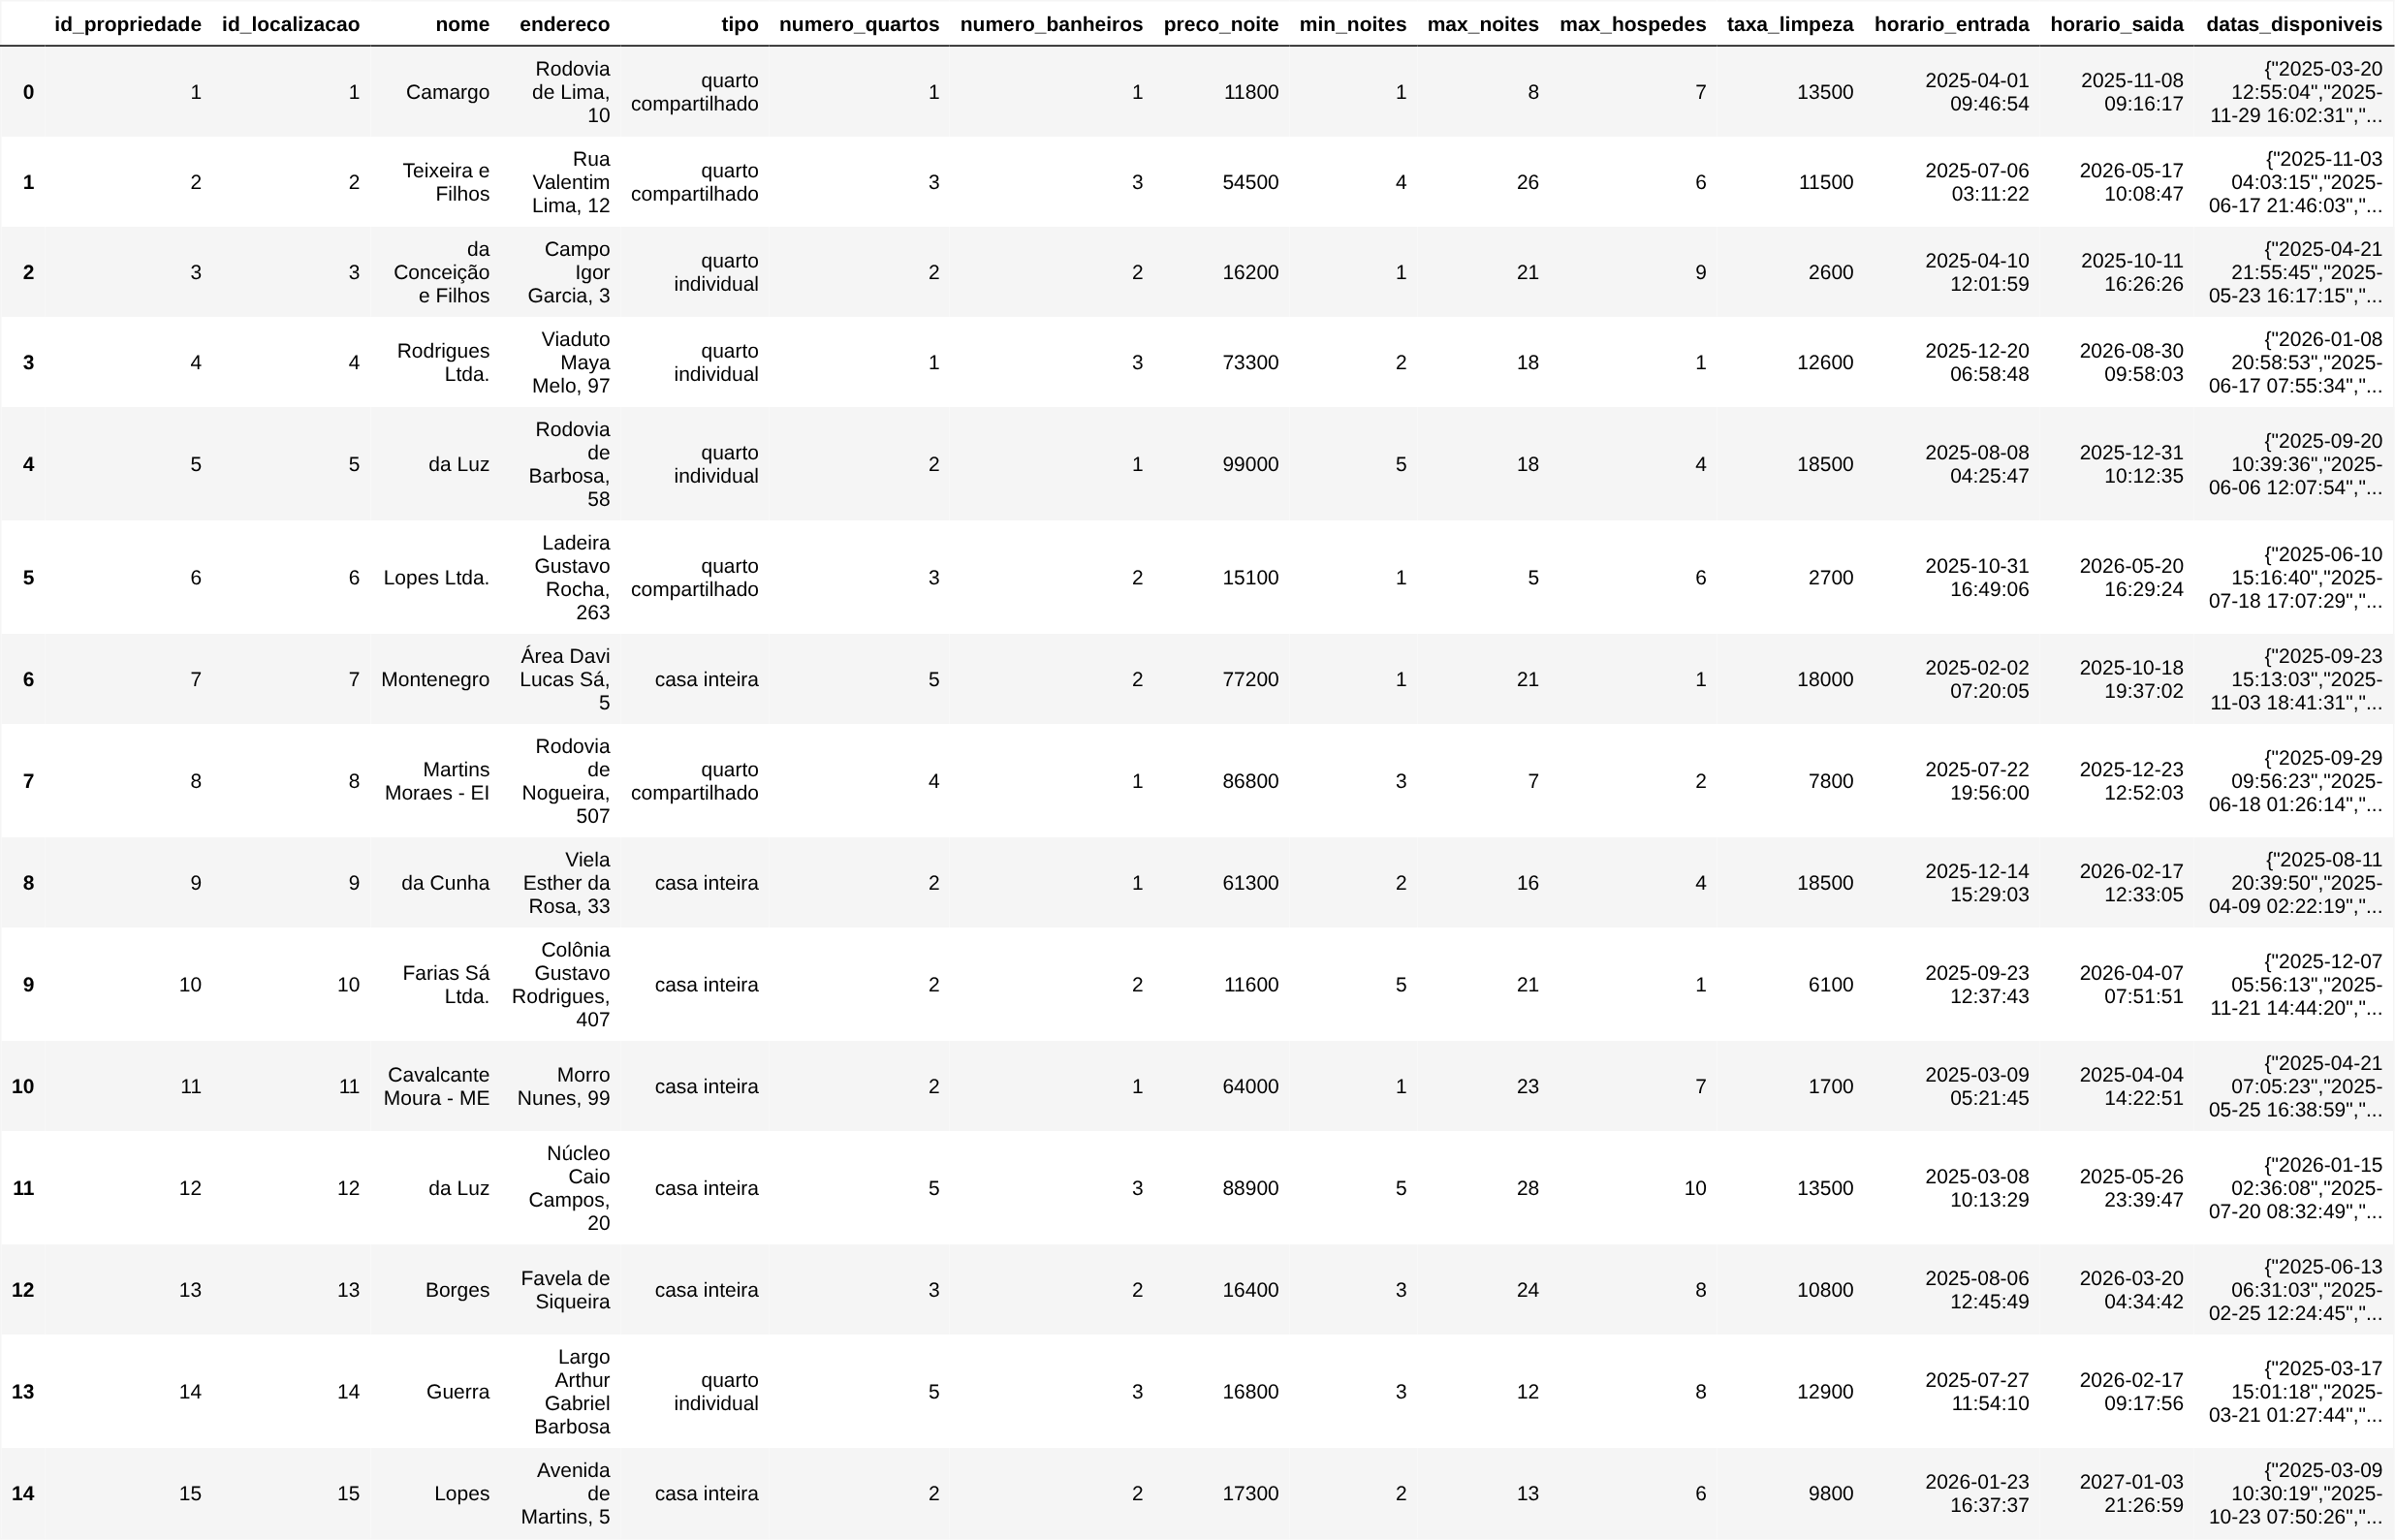 id_propriedade id_localizacao nome endereco tipo numero_quartos numero_banheiros preco_noite min_noites max_noites max_hospedes taxa_limpeza horario_entrada horario_saida datas_disponiveis
0 1 1 Camargo Rodovia de Lima, 10 quarto compartilhado 1 1 11800 1 8 7 13500 2025-04-01 09:46:54 2025-11-08 09:16:17 {"2025-03-20 12:55:04","2025-11-29 16:02:31","...
1 2 2 Teixeira e Filhos Rua Valentim Lima, 12 quarto compartilhado 3 3 54500 4 26 6 11500 2025-07-06 03:11:22 2026-05-17 10:08:47 {"2025-11-03 04:03:15","2025-06-17 21:46:03","...
2 3 3 da Conceição e Filhos Campo Igor Garcia, 3 quarto individual 2 2 16200 1 21 9 2600 2025-04-10 12:01:59 2025-10-11 16:26:26 {"2025-04-21 21:55:45","2025-05-23 16:17:15","...
3 4 4 Rodrigues Ltda. Viaduto Maya Melo, 97 quarto individual 1 3 73300 2 18 1 12600 2025-12-20 06:58:48 2026-08-30 09:58:03 {"2026-01-08 20:58:53","2025-06-17 07:55:34","...
4 5 5 da Luz Rodovia de Barbosa, 58 quarto individual 2 1 99000 5 18 4 18500 2025-08-08 04:25:47 2025-12-31 10:12:35 {"2025-09-20 10:39:36","2025-06-06 12:07:54","...
5 6 6 Lopes Ltda. Ladeira Gustavo Rocha, 263 quarto compartilhado 3 2 15100 1 5 6 2700 2025-10-31 16:49:06 2026-05-20 16:29:24 {"2025-06-10 15:16:40","2025-07-18 17:07:29","...
6 7 7 Montenegro Área Davi Lucas Sá, 5 casa inteira 5 2 77200 1 21 1 18000 2025-02-02 07:20:05 2025-10-18 19:37:02 {"2025-09-23 15:13:03","2025-11-03 18:41:31","...
7 8 8 Martins Moraes - EI Rodovia de Nogueira, 507 quarto compartilhado 4 1 86800 3 7 2 7800 2025-07-22 19:56:00 2025-12-23 12:52:03 {"2025-09-29 09:56:23","2025-06-18 01:26:14","...
8 9 9 da Cunha Viela Esther da Rosa, 33 casa inteira 2 1 61300 2 16 4 18500 2025-12-14 15:29:03 2026-02-17 12:33:05 {"2025-08-11 20:39:50","2025-04-09 02:22:19","...
9 10 10 Farias Sá Ltda. Colônia Gustavo Rodrigues, 407 casa inteira 2 2 11600 5 21 1 6100 2025-09-23 12:37:43 2026-04-07 07:51:51 {"2025-12-07 05:56:13","2025-11-21 14:44:20","...
10 11 11 Cavalcante Moura - ME Morro Nunes, 99 casa inteira 2 1 64000 1 23 7 1700 2025-03-09 05:21:45 2025-04-04 14:22:51 {"2025-04-21 07:05:23","2025-05-25 16:38:59","...
11 12 12 da Luz Núcleo Caio Campos, 20 casa inteira 5 3 88900 5 28 10 13500 2025-03-08 10:13:29 2025-05-26 23:39:47 {"2026-01-15 02:36:08","2025-07-20 08:32:49","...
12 13 13 Borges Favela de Siqueira casa inteira 3 2 16400 3 24 8 10800 2025-08-06 12:45:49 2026-03-20 04:34:42 {"2025-06-13 06:31:03","2025-02-25 12:24:45","...
13 14 14 Guerra Largo Arthur Gabriel Barbosa quarto individual 5 3 16800 3 12 8 12900 2025-07-27 11:54:10 2026-02-17 09:17:56 {"2025-03-17 15:01:18","2025-03-21 01:27:44","...
14 15 15 Lopes Avenida de Martins, 5 casa inteira 2 2 17300 2 13 6 9800 2026-01-23 16:37:37 2027-01-03 21:26:59 {"2025-03-09 10:30:19","2025-10-23 07:50:26","...